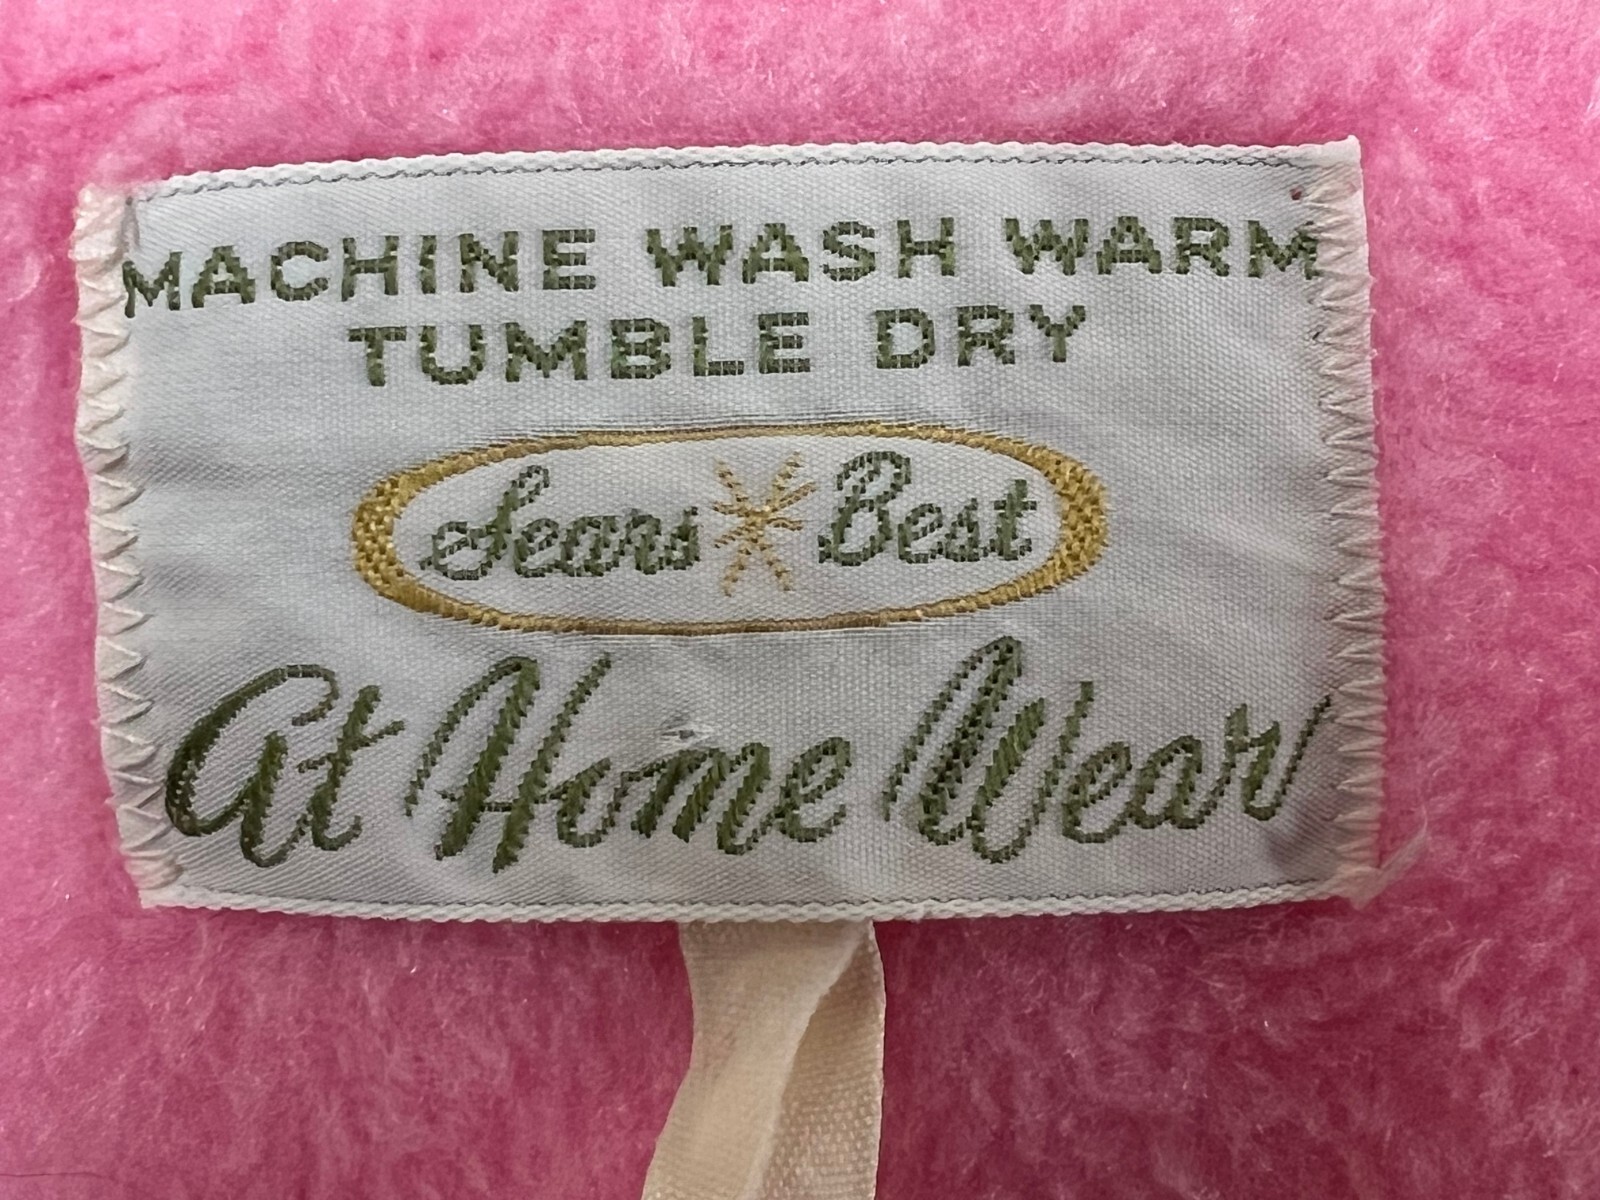 MACHINE WASH WARM
TUMBLE DRY
Sears Best
At Home Wear